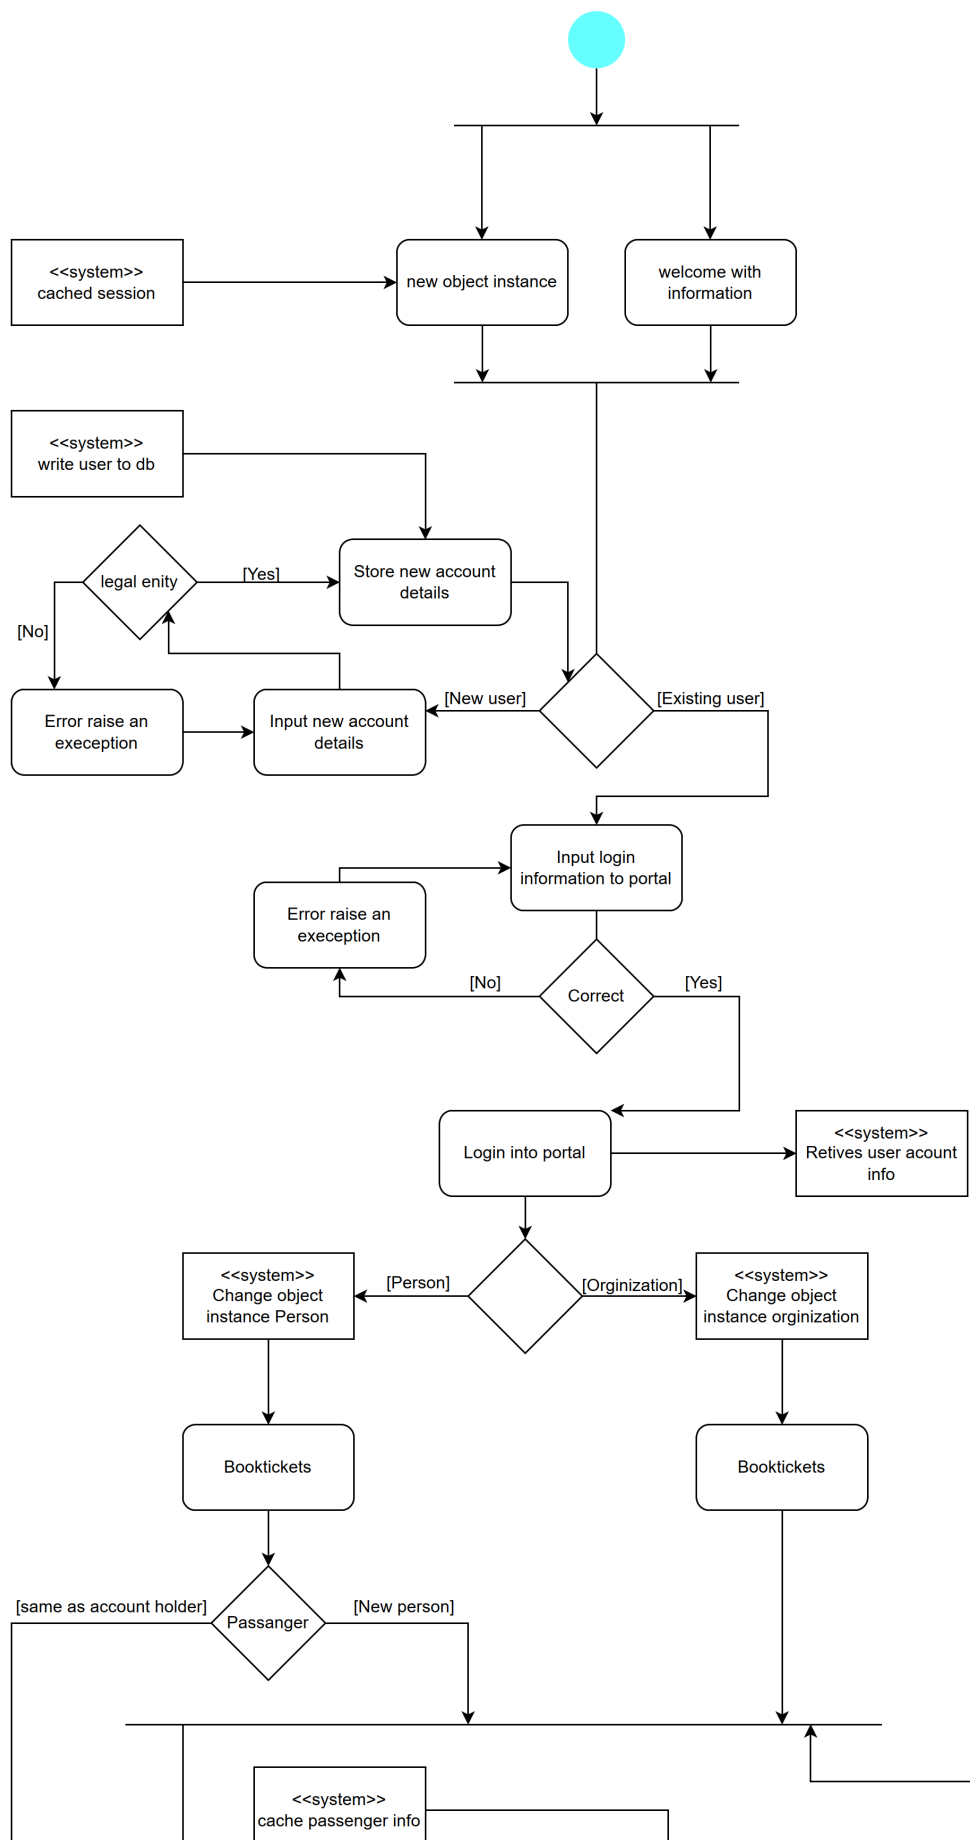 <<system>>
cached session
new object instance
welcome with
information
<<system>>
write user to db
legal enity
[Yes]
Store new account
details
[No]
Error raise an
exeception
Input new account
details
[New user]
[Existing user]
Input login
information to portal
Error raise an
exeception
[No]
Correct
[Yes]
Login into portal
<<system>>
Retives user acount
info
<<system>>
Change object
instance Person
[Person]
[Orginization]
<<system>>
Change object
instance orginization
Booktickets
Booktickets
[same as account holder]
Passanger
[New person]
<<system>>
cache passenger info